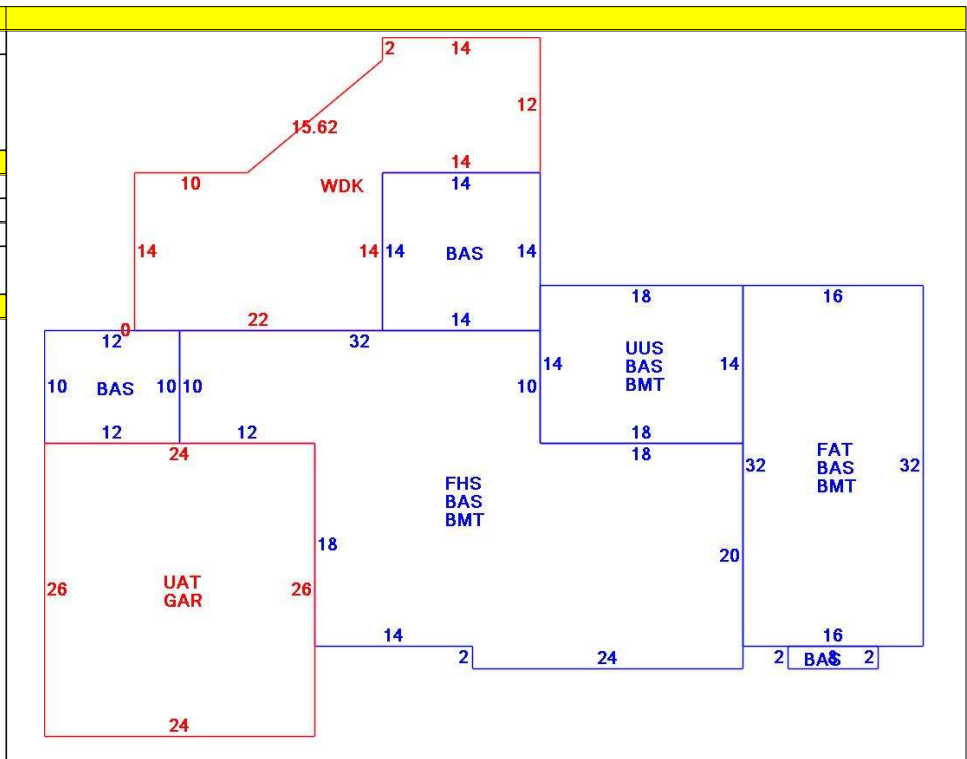 2 14
12
15.62
14
10 WDK 14
14 14 14 BAS 14
18 16
0 22 14
12 32
UUS
14 BAS 14
BMT
10 BAS 10 10 10
12 12 18
24 18
FAT
32 BAS 32
BMT
FHS
BAS
BMT
18
20
UAT
26 GAR 26
14 16
2 24 2 BAS 8 2
24